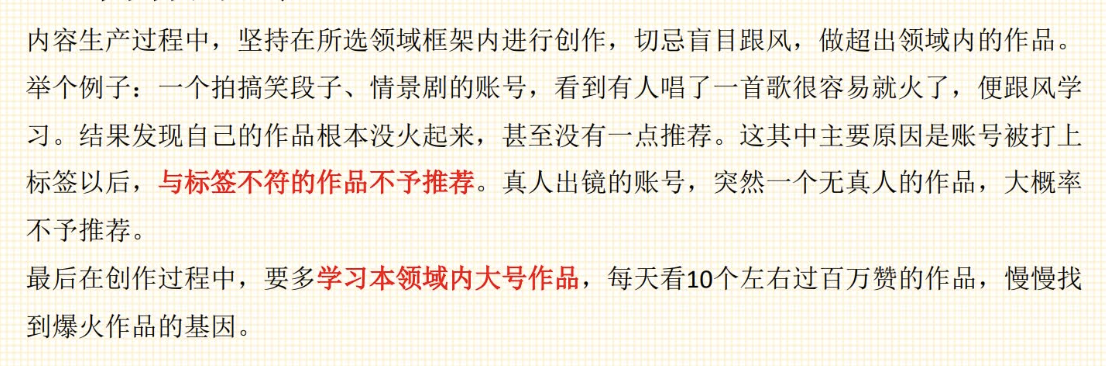 内容生产过程中，坚持在所选领域框架内进行创作，切忌盲目跟风，做超出领域内的作品。
举个例子：一个拍搞笑段子、情景剧的账号，看到有人唱了一首歌很容易就火了，便跟风学
习。结果发现自己的作品根本没火起来，甚至没有一点推荐。这其中主要原因是账号被打上
标签以后，与标签不符的作品不予推荐。真人出镜的账号，突然一个无真人的作品，大概率
不予推荐。
最后在创作过程中，要多学习本领域内大号作品，每天看10个左右过百万赞的作品，慢慢找
到爆火作品的基因。